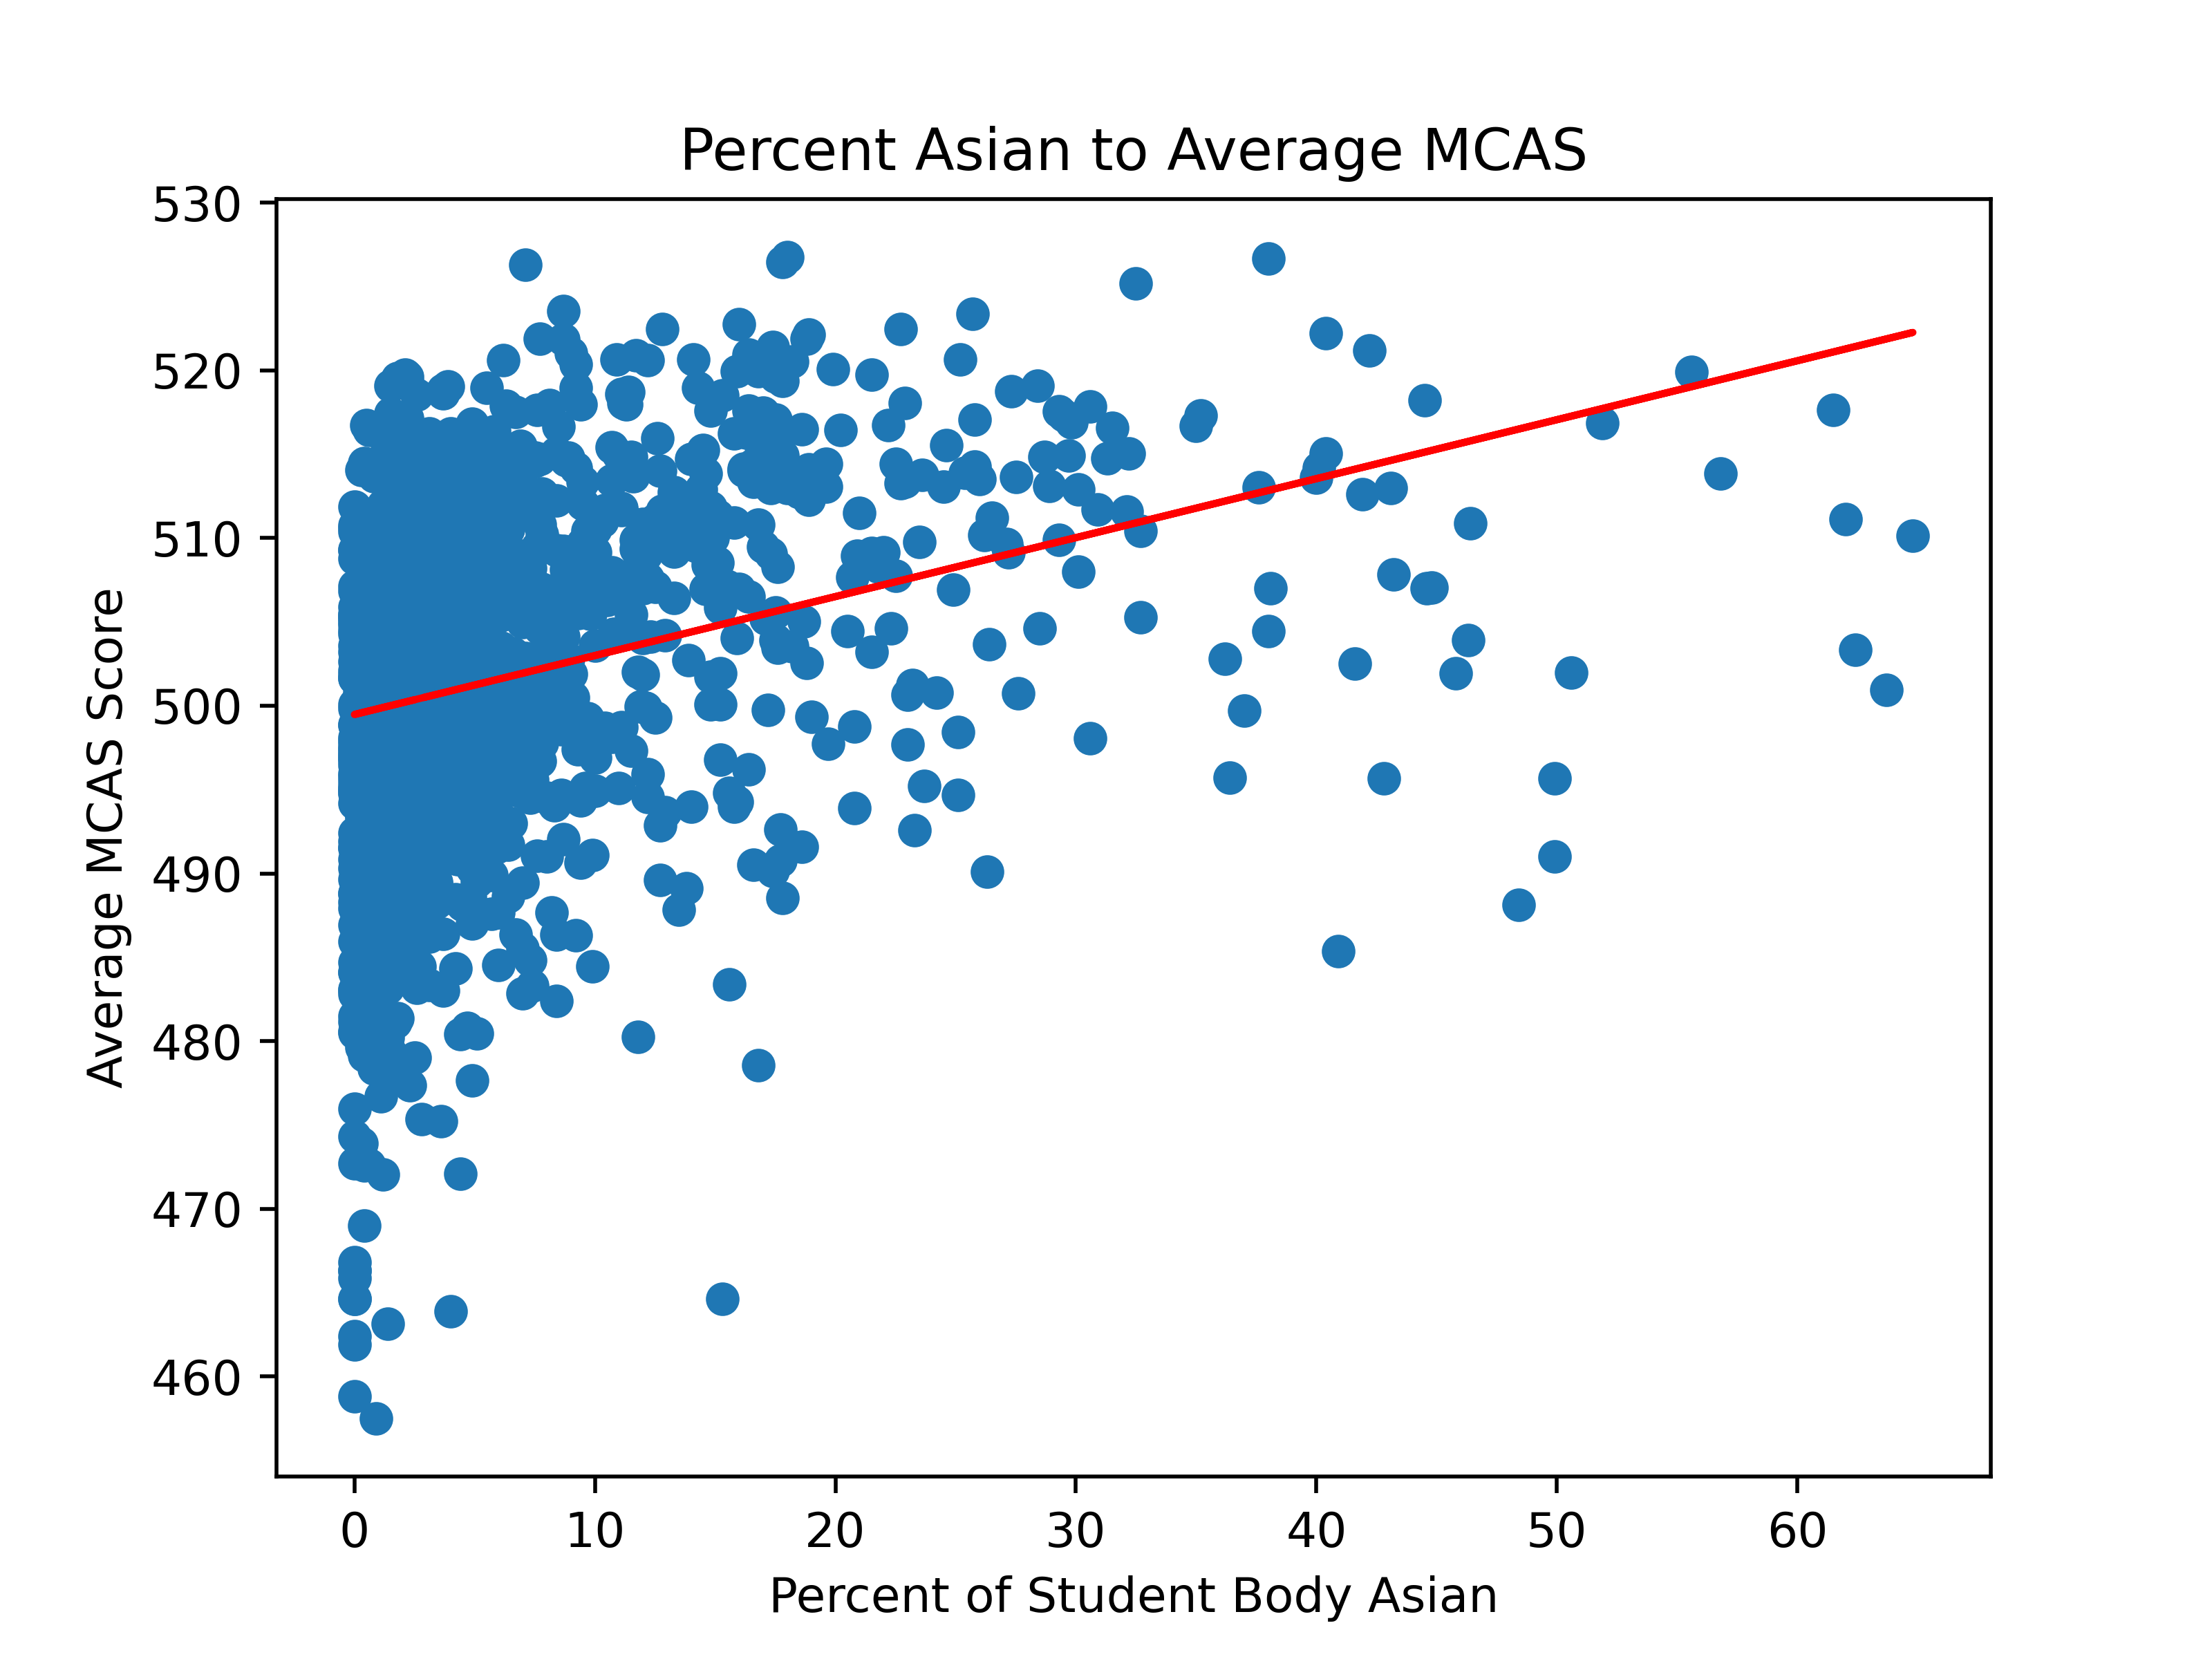 Percent Asian to Average MCAS
530
520
510
500
490
480
470
460
Average MCAS Score
0 10 20 30 40 50 60
Percent of Student Body Asian